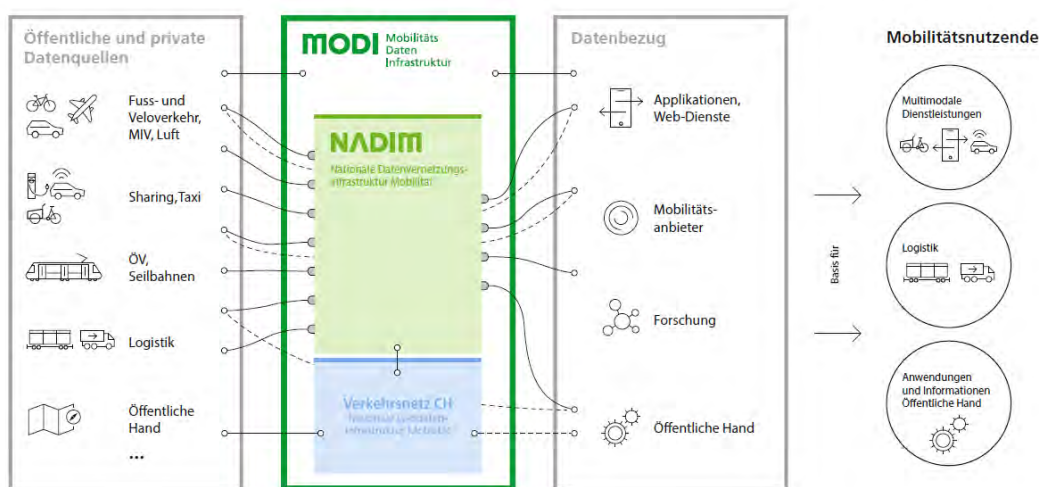 Öffentliche und private
Datenquellen
Fuss- und
Veloverkehr,
MIV, Luft
Sharing, Taxi
ÖV,
Seilbahnen
Logistik
Öffentliche
Hand
...
MODI Mobilitäts
Daten
Infrastruktur
NADIM
Nationale Datenvernetzungs-
infrastruktur Mobilität
Verkehrsnetz CH
infrastruktur Mobilität
Datenbezug
Applikationen,
Web-Dienste
Mobilitäts-
anbieter
Forschung
Öffentliche Hand
Basis für
Mobilitätsnutzende
Multimodale
Dienstleistungen
Logistik
Anwendungen
und Informationen
Öffentliche Hand